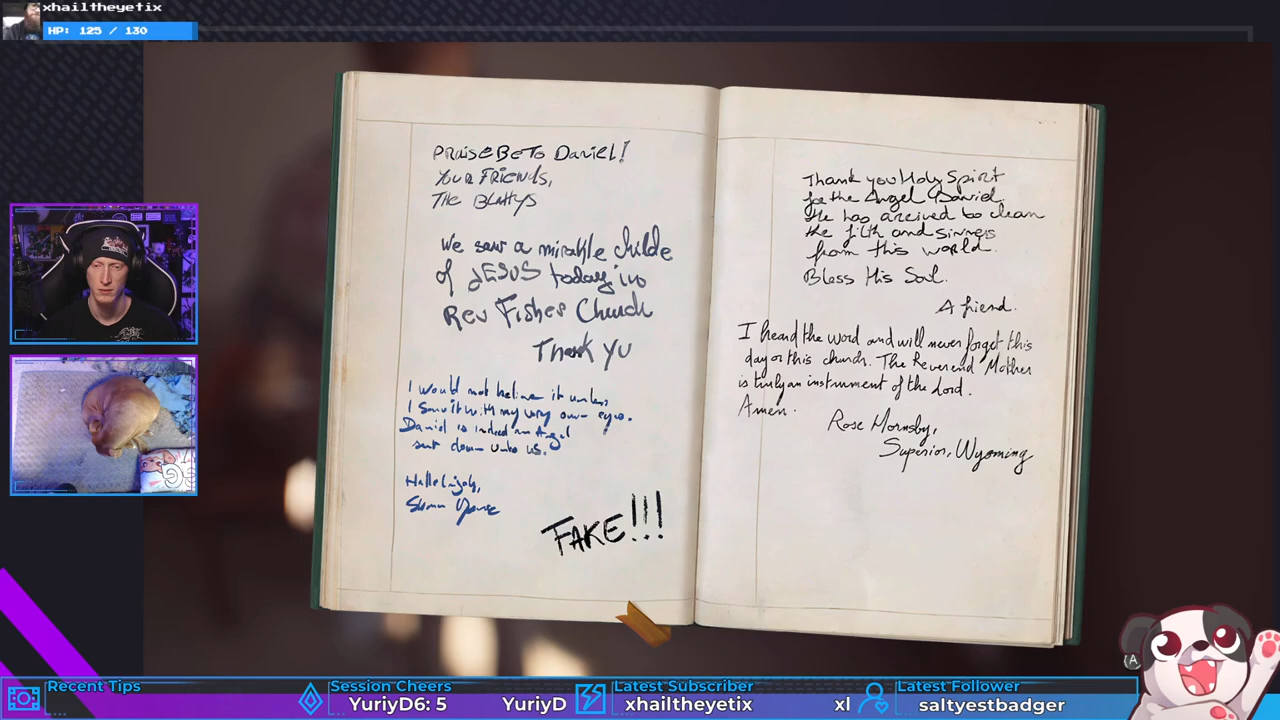 xhailtheyetix
HP: 125 / 130
Praise Be To Daniel!
Your Friends,
The Blattys
We saw a mirakle childe
of JESUS today in
Rev Fisher Church
Thank YU
I would not believe it unless
I saw it with my very own eyes.
Daniel is indeed an Angel
sent down unto us.
Hallelujah,
FAKE!!!
Thank you Holy Spirit
for the Angel Daniel.
He has arrived to clean
the filth and sinners
from this world.
Bless His Soul.
A friend.
I heard the word and will never forget this
day or this church. The Reverend Mother
is truly an instrument of the Lord.
Amen.
Rose Hornsby,
Superior, Wyoming
(A
Recent Tips
Session Cheers
YuriyD6: 5
YuriyD
Latest Subscriber
xhailtheyetix
xl
Latest Follower
saltyestbadger